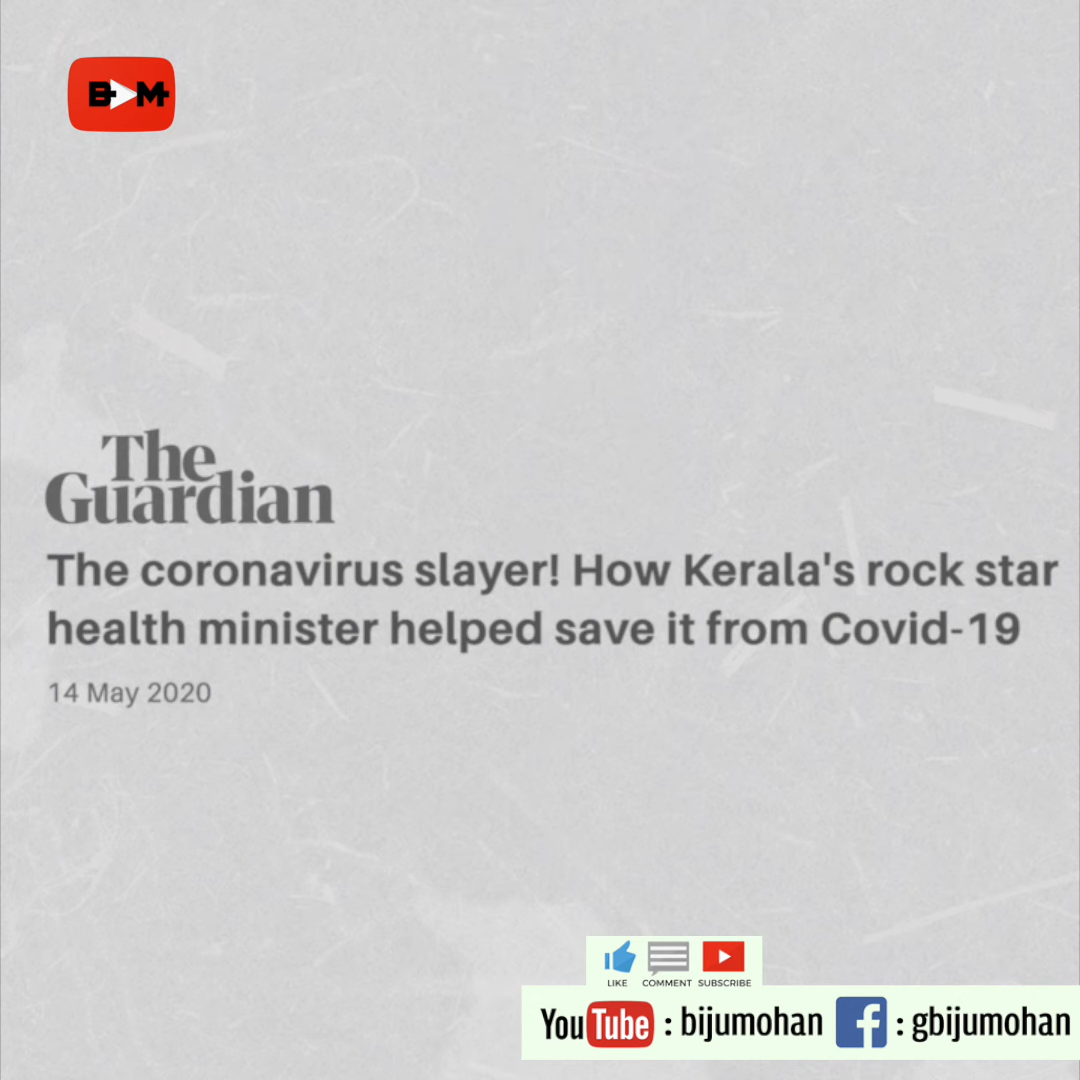 B M
The
Guardian
The coronavirus slayer! How Kerala's rock star
health minister helped save it from Covid-19
14 May 2020
LIKE COMMENT SUBSCRIBE
YouTube : bijumohan f : gbijumohan